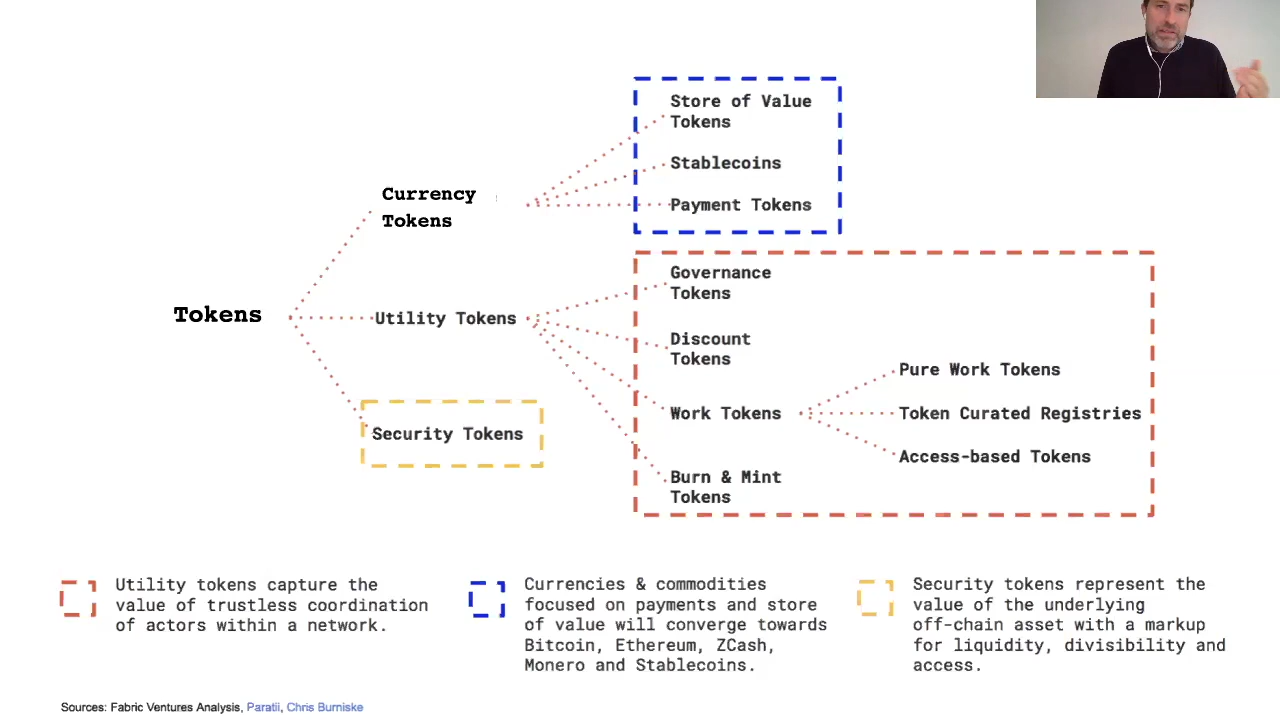 Store of Value
Tokens
Stablecoins
Payment Tokens
Currency
Tokens
Governance
Tokens
Tokens
Utility Tokens
Discount
Tokens
Pure Work Tokens
Work Tokens
Token Curated Registries
Access-based Tokens
Security Tokens
Burn & Mint
Tokens
Utility tokens capture the
value of trustless coordination
of actors within a network.
Currencies & commodities
focused on payments and store
of value will converge towards
Bitcoin, Ethereum, ZCash,
Monero and Stablecoins.
Security tokens represent the
value of the underlying
off-chain asset with a markup
for liquidity, divisibility and
access.
Sources: Fabric Ventures Analysis, Paratii, Chris Burniske